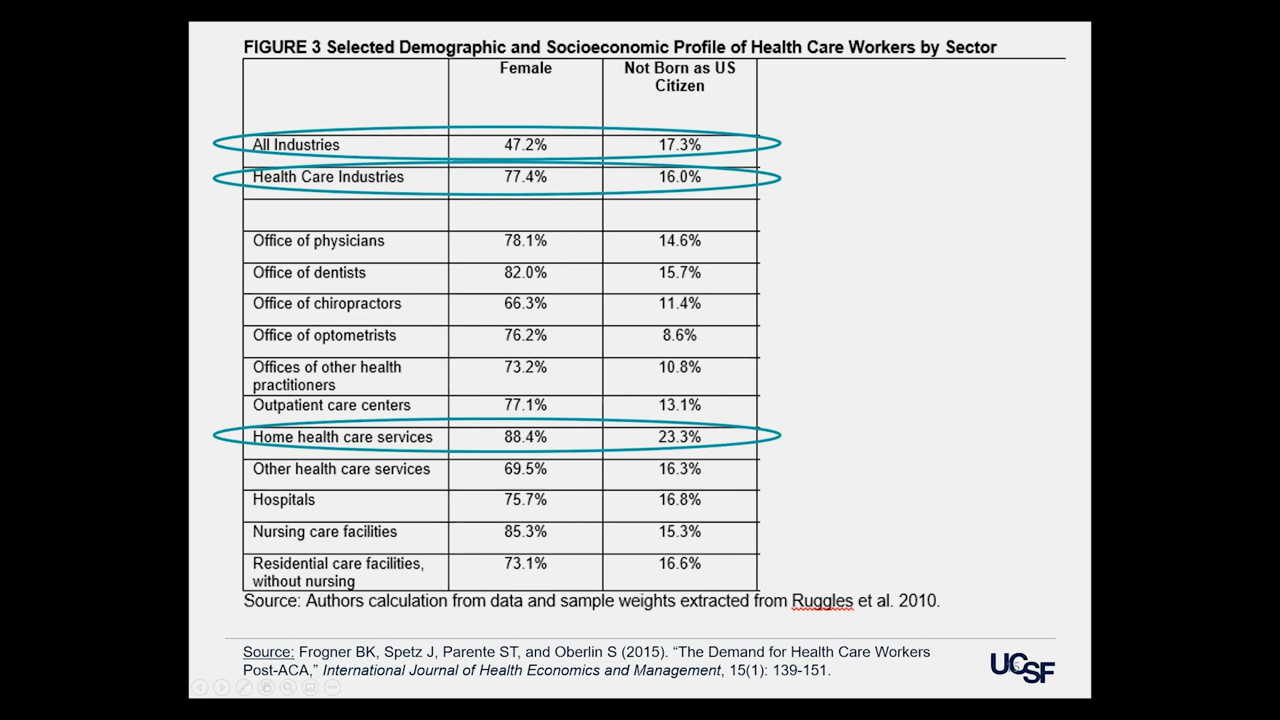 FIGURE 3 Selected Demographic and Socioeconomic Profile of Health Care Workers by Sector
Female Not Born as US
Citizen
All Industries 47.2% 17.3%
Health Care Industries 77.4% 16.0%
Office of physicians 78.1% 14.6%
Office of dentists 82.0% 15.7%
Office of chiropractors 66.3% 11.4%
Office of optometrists 76.2% 8.6%
Offices of other health 73.2% 10.8%
practitioners
Outpatient care centers 77.1% 13.1%
Home health care services 88.4% 23.3%
Other health care services 69.5% 16.3%
Hospitals 75.7% 16.8%
Nursing care facilities 85.3% 15.3%
Residential care facilities, 73.1% 16.6%
without nursing
Source: Authors calculation from data and sample weights extracted from Ruggles et al. 2010.
Source: Frogner BK, Spetz J, Parente ST, and Oberlin S (2015). “The Demand for Health Care Workers
Post-ACA,” International Journal of Health Economics and Management, 15(1): 139-151.
UCSF